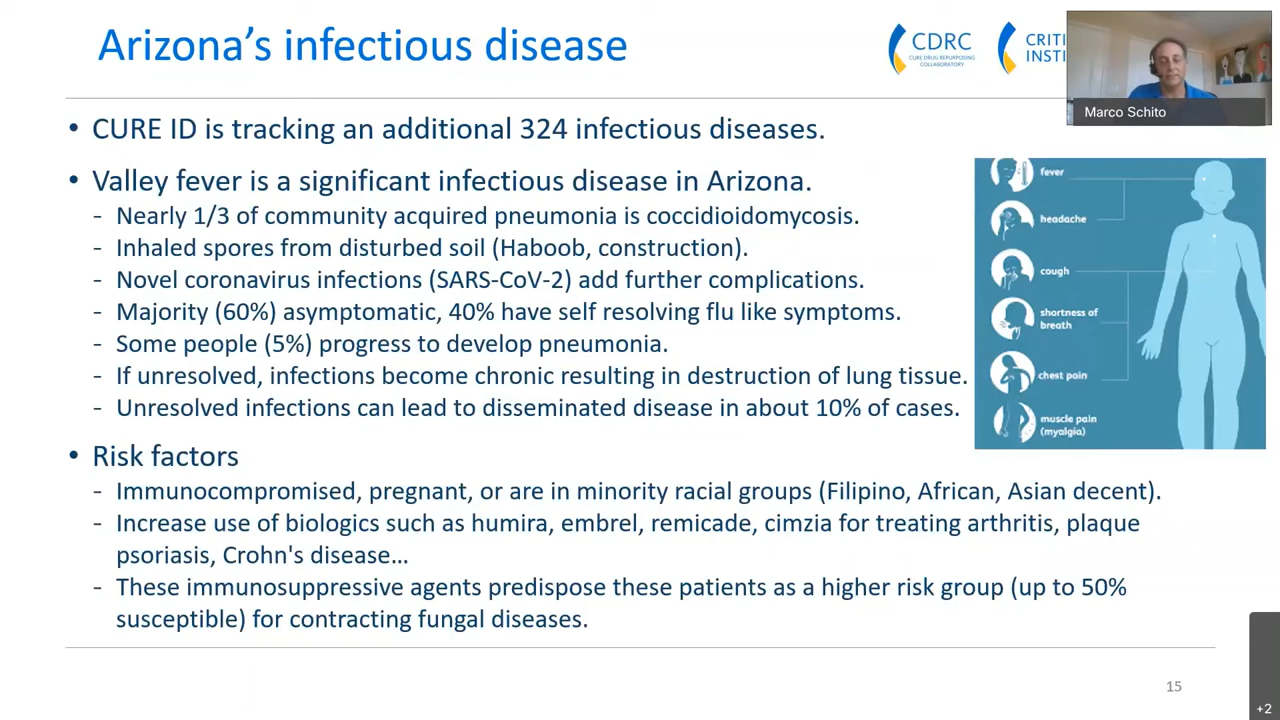 Arizona's infectious disease
CDRC
CURE DRUG REPURPOSING
COLLABORATORY
CRITI
INSTI
Marco Schito
• CURE ID is tracking an additional 324 infectious diseases.
• Valley fever is a significant infectious disease in Arizona.
- Nearly 1/3 of community acquired pneumonia is coccidioidomycosis.
- Inhaled spores from disturbed soil (Haboob, construction).
- Novel coronavirus infections (SARS-CoV-2) add further complications.
- Majority (60%) asymptomatic, 40% have self resolving flu like symptoms.
- Some people (5%) progress to develop pneumonia.
- If unresolved, infections become chronic resulting in destruction of lung tissue.
- Unresolved infections can lead to disseminated disease in about 10% of cases.
fever
headache
cough
shortness of
breath
chest pain
muscle pain
(myalgia)
• Risk factors
- Immunocompromised, pregnant, or are in minority racial groups (Filipino, African, Asian decent).
- Increase use of biologics such as humira, embrel, remicade, cimzia for treating arthritis, plaque
psoriasis, Crohn's disease…
- These immunosuppressive agents predispose these patients as a higher risk group (up to 50%
susceptible) for contracting fungal diseases.
15
+2